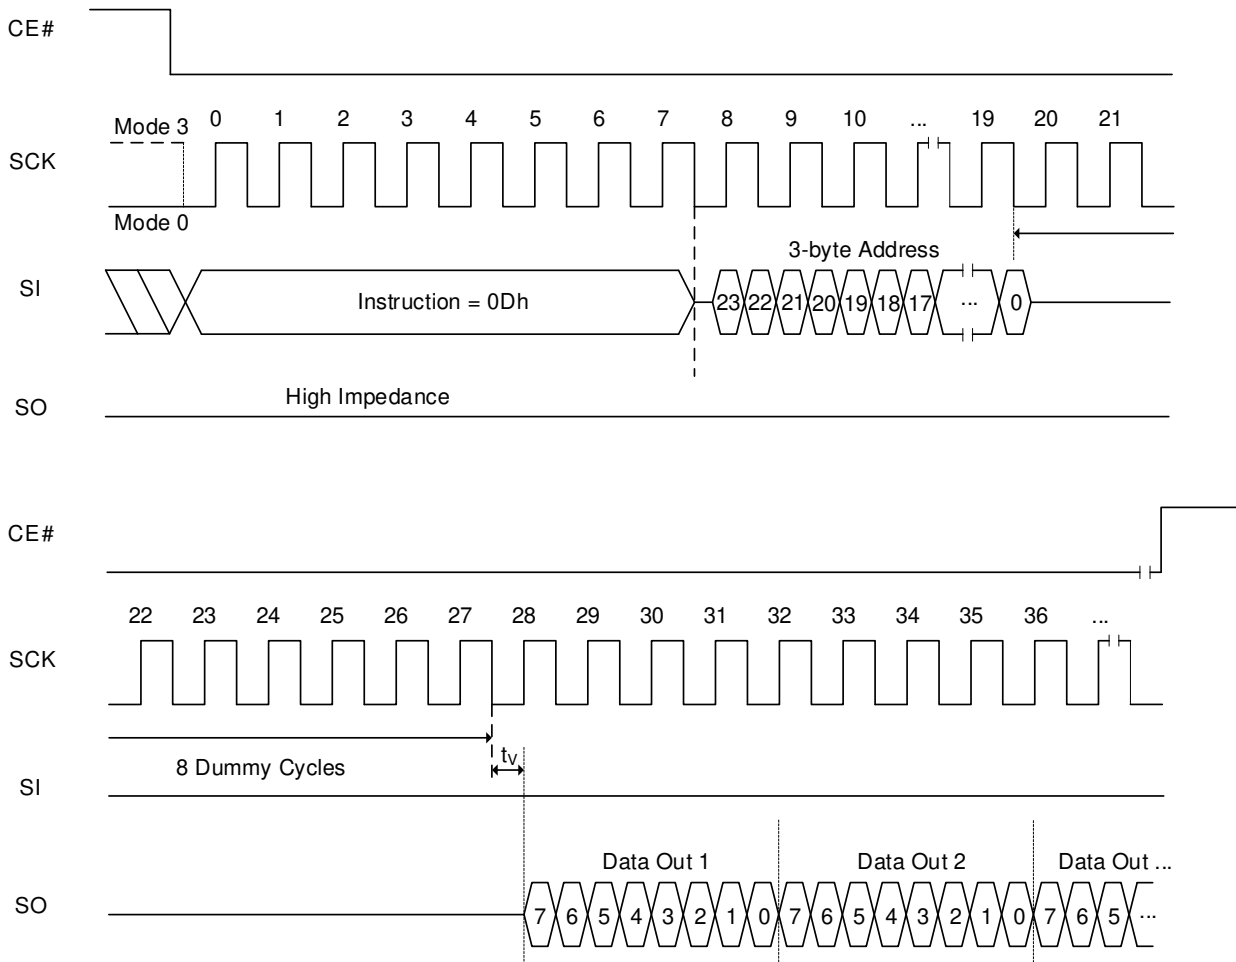 CE#
Mode 3
0 1 2 3 4 5 6 7 8 9 10 ... 19 20 21
SCK
Mode 0
3-byte Address
SI
Instruction = 0Dh
23 22 21 20 19 18 17 ... 0
High Impedance
SO
CE#
22 23 24 25 26 27 28 29 30 31 32 33 34 35 36 ...
SCK
8 Dummy Cycles
tV
SI
Data Out 1 Data Out 2 Data Out ...
SO
7 6 5 4 3 2 1 0 7 6 5 4 3 2 1 0 7 6 5 ...